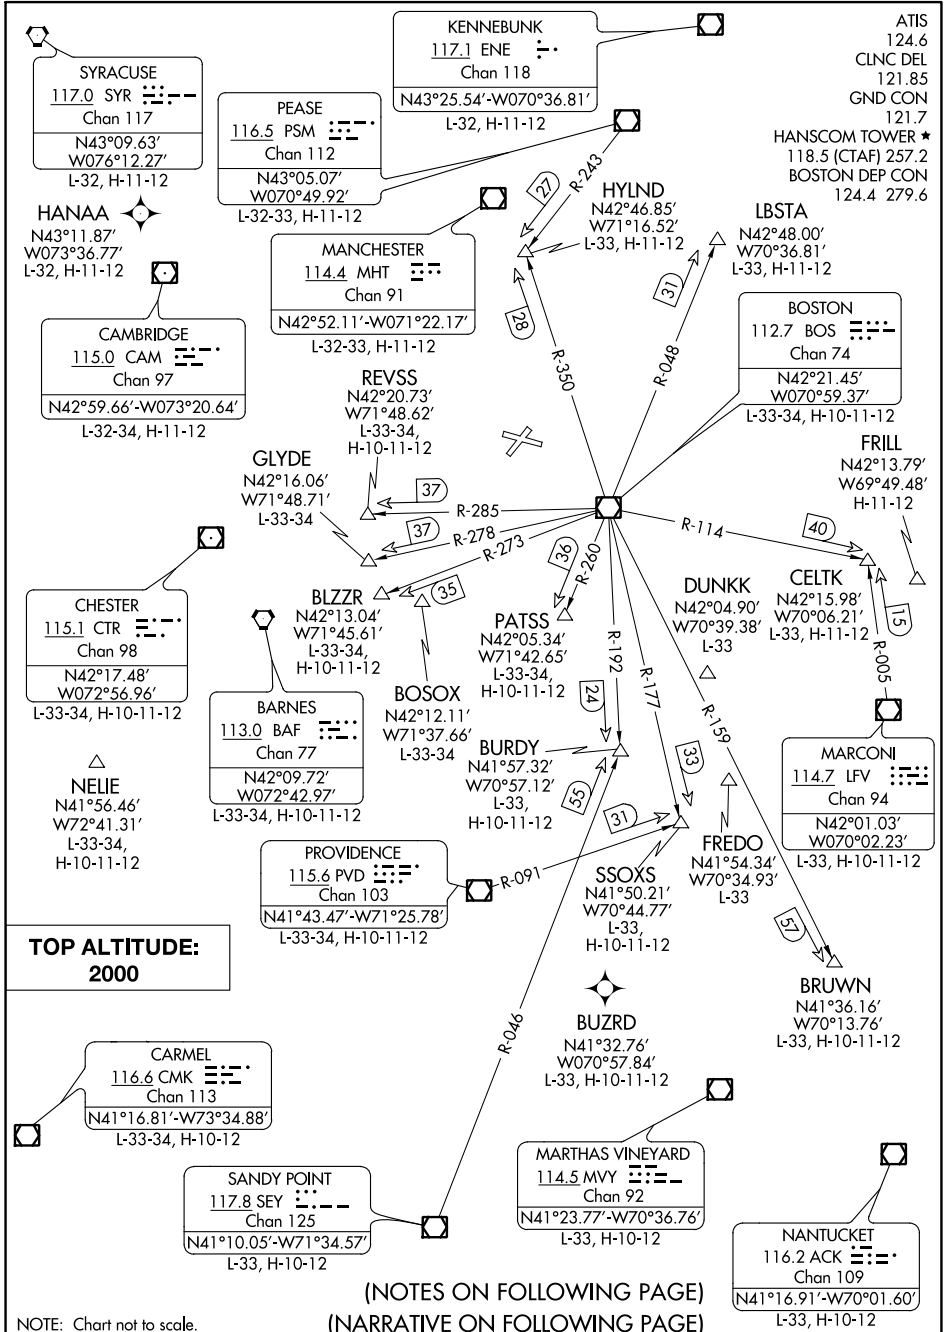 KENNEBUNK
117.1 ENE
Chan 118
N43°25.54’-W070°36.81’
L-32, H-11-12
ATIS
124.6
CLNC DEL
121.85
GND CON
121.7
HANSCOM TOWER ★
118.5 (CTAF) 257.2
BOSTON DEP CON
124.4 279.6
SYRACUSE
117.0 SYR
Chan 117
N43°09.63’
W076°12.27’
L-32, H-11-12
PEASE
116.5 PSM
Chan 112
N43°05.07’
W070°49.92’
L-32-33, H-11-12
HANAA
N43°11.87’
W073°36.77’
L-32, H-11-12
MANCHESTER
114.4 MHT
Chan 91
N42°52.11’-W071°22.17’
L-32-33, H-11-12
R-243
27
HYLND
N42°46.85’
W71°16.52’
L-33, H-11-12
LBSTA
N42°48.00’
W70°36.81’
L-33, H-11-12
28
R-350
31
R-048
CAMBRIDGE
115.0 CAM
Chan 97
N42°59.66’-W073°20.64’
L-32-34, H-11-12
BOSTON
112.7 BOS
Chan 74
N42°21.45’
W070°59.37’
L-33-34, H-10-11-12
REVSS
N42°20.73’
W71°48.62’
L-33-34,
H-10-11-12
GLYDE
N42°16.06’
W71°48.71’
L-33-34
FRILL
N42°13.79’
W69°49.48’
H-11-12
37
R-285
37
R-278
R-273
35
36
R-260
R-114
40
CHESTER
115.1 CTR
Chan 98
N42°17.48’
W072°56.96’
L-33-34, H-10-11-12
BLZZR
N42°13.04’
W71°45.61’
L-33-34,
H-10-11-12
BOSOX
N42°12.11’
W71°37.66’
L-33-34
PATSS
N42°05.34’
W71°42.65’
L-33-34,
H-10-11-12
DUNKK
N42°04.90’
W70°39.38’
L-33
CELTK
N42°15.98’
W70°06.21’
L-33, H-11-12
15
R-005
R-192
R-177
R-159
24
33
BARNES
113.0 BAF
Chan 77
N42°09.72’
W072°42.97’
L-33-34, H-10-11-12
BURDY
N41°57.32’
W70°57.12’
L-33,
H-10-11-12
55
MARCONI
114.7 LFV
Chan 94
N42°01.03’
W070°02.23’
L-33, H-10-11-12
NELIE
N41°56.46’
W72°41.31’
L-33-34,
H-10-11-12
PROVIDENCE
115.6 PVD
Chan 103
N41°43.47’-W71°25.78’
L-33-34, H-10-11-12
31
R-091
SSOXS
N41°50.21’
W70°44.77’
L-33,
H-10-11-12
FREDO
N41°54.34’
W70°34.93’
L-33
57
BRUWN
N41°36.16’
W70°13.76’
L-33, H-10-11-12
TOP ALTITUDE:
2000
BUZRD
N41°32.76’
W070°57.84’
L-33, H-10-11-12
R-046
CARMEL
116.6 CMK
Chan 113
N41°16.81’-W73°34.88’
L-33-34, H-10-12
SANDY POINT
117.8 SEY
Chan 125
N41°10.05’-W71°34.57’
L-33, H-10-12
MARTHAS VINEYARD
114.5 MVY
Chan 92
N41°23.77’-W70°36.76’
L-33, H-10-12
NANTUCKET
116.2 ACK
Chan 109
N41°16.91’-W70°01.60’
L-33, H-10-12
(NOTES ON FOLLOWING PAGE)
(NARRATIVE ON FOLLOWING PAGE)
NOTE: Chart not to scale.